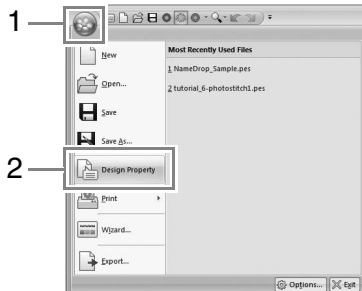 1
New
Open...
Save
Save As...
2
Design Property
Print
Wizard...
Export...
Most Recently Used Files
1 NameDrop_Sample.pes
2 tutorial_6-photostitch1.pes
Options...
Exit